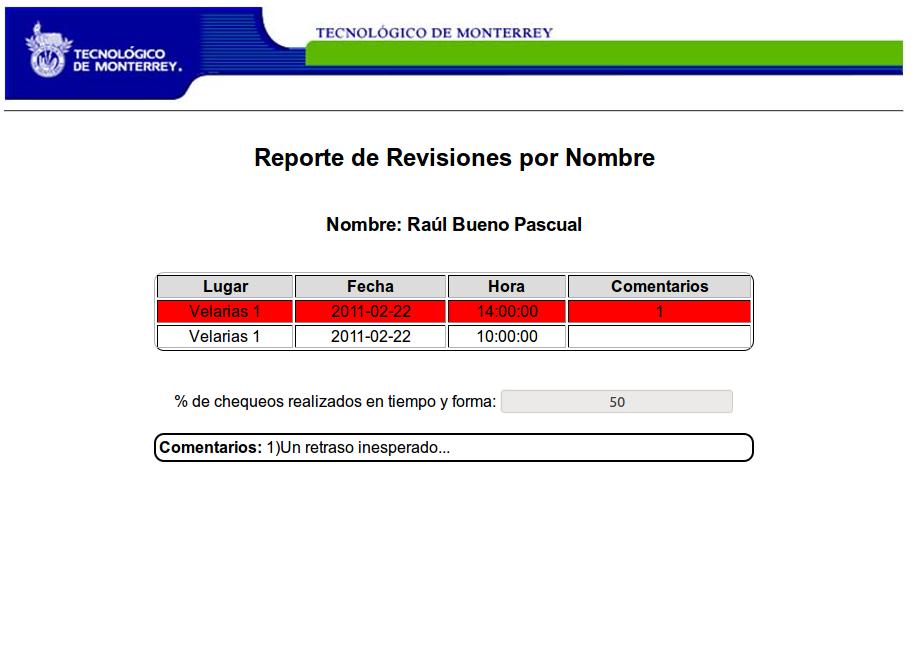 TECNOLÓGICO
DE MONTERREY.
TECNOLÓGICO DE MONTERREY
Reporte de Revisiones por Nombre
Nombre: Raúl Bueno Pascual
Lugar Fecha Hora Comentarios
Velarias 1 2011-02-22 14:00:00 1
Velarias 1 2011-02-22 10:00:00
% de chequeos realizados en tiempo y forma: 50
Comentarios: 1)Un retraso inesperado...